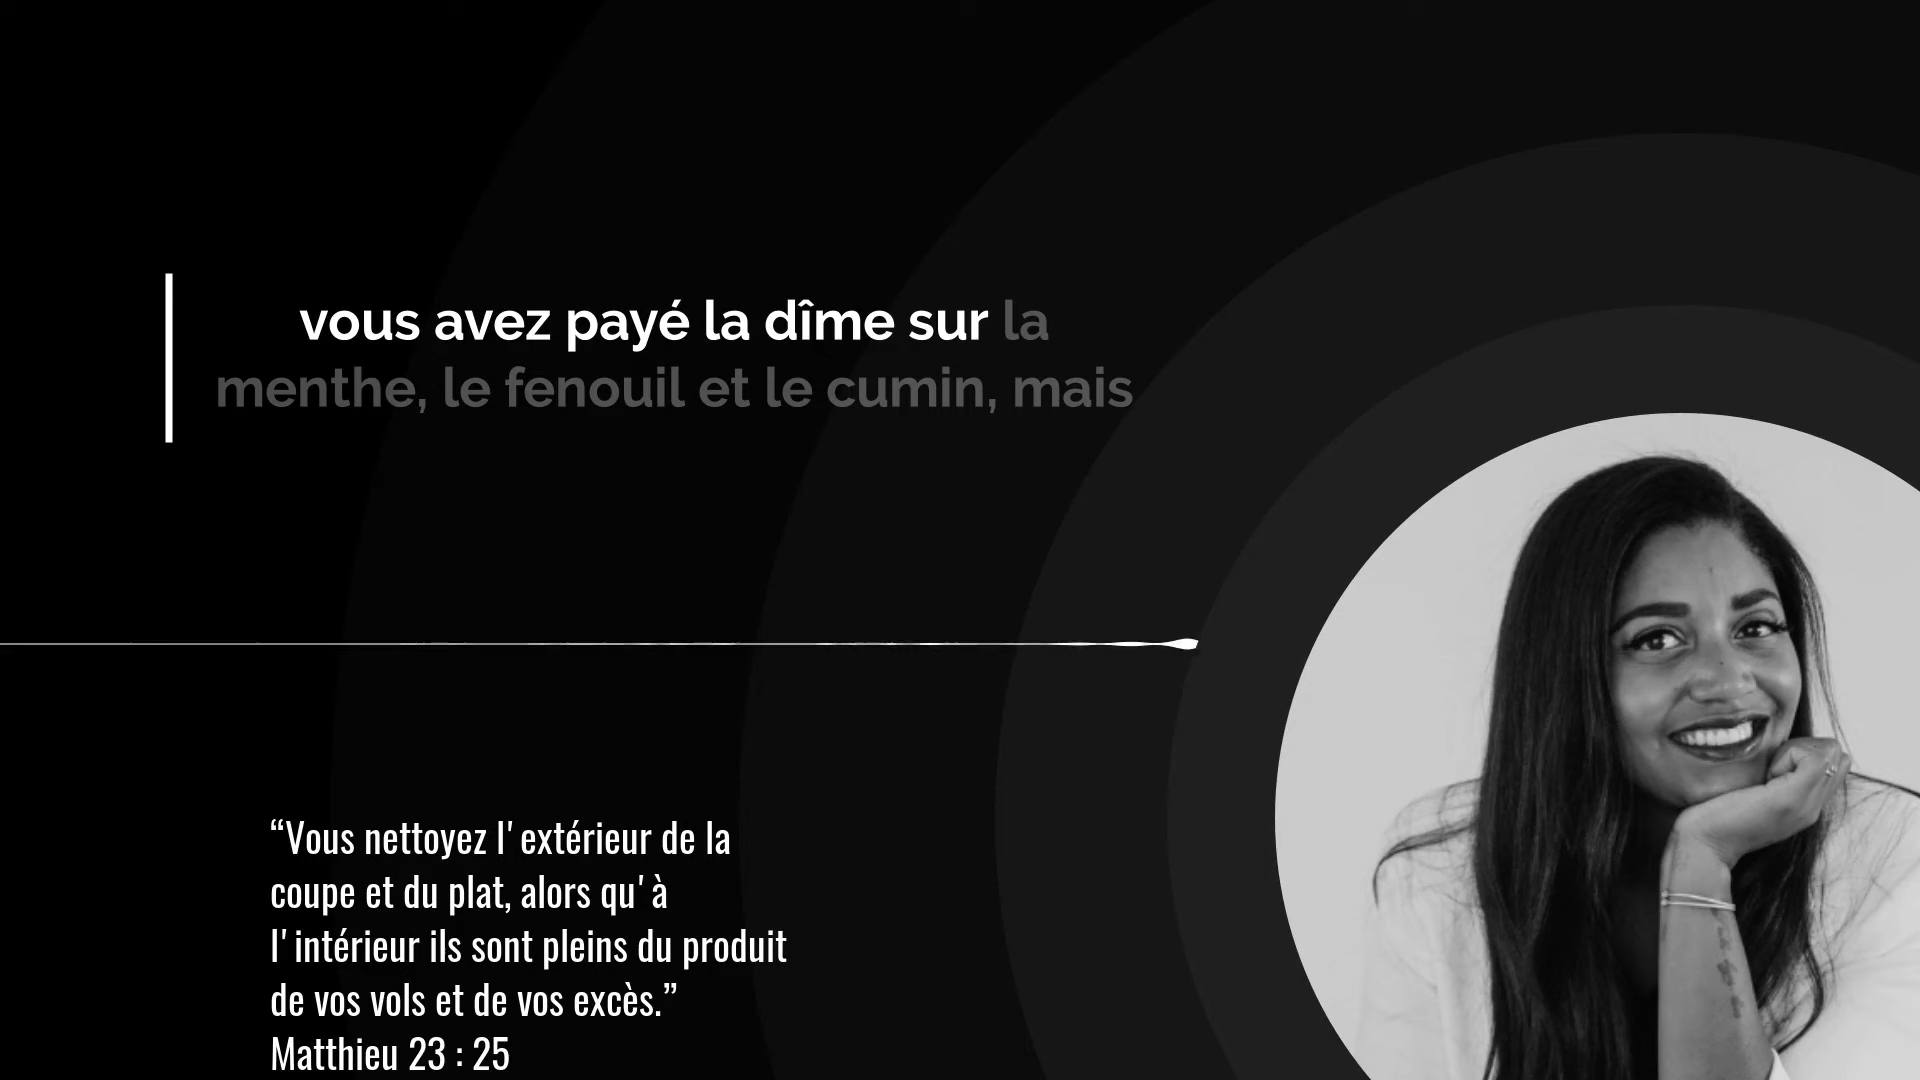 vous avez payé la dîme sur la
menthe, le fenouil et le cumin, mais
“Vous nettoyez l'extérieur de la
coupe et du plat, alors qu'à
l'intérieur ils sont pleins du produit
de vos vols et de vos excès.”
Matthieu 23 : 25